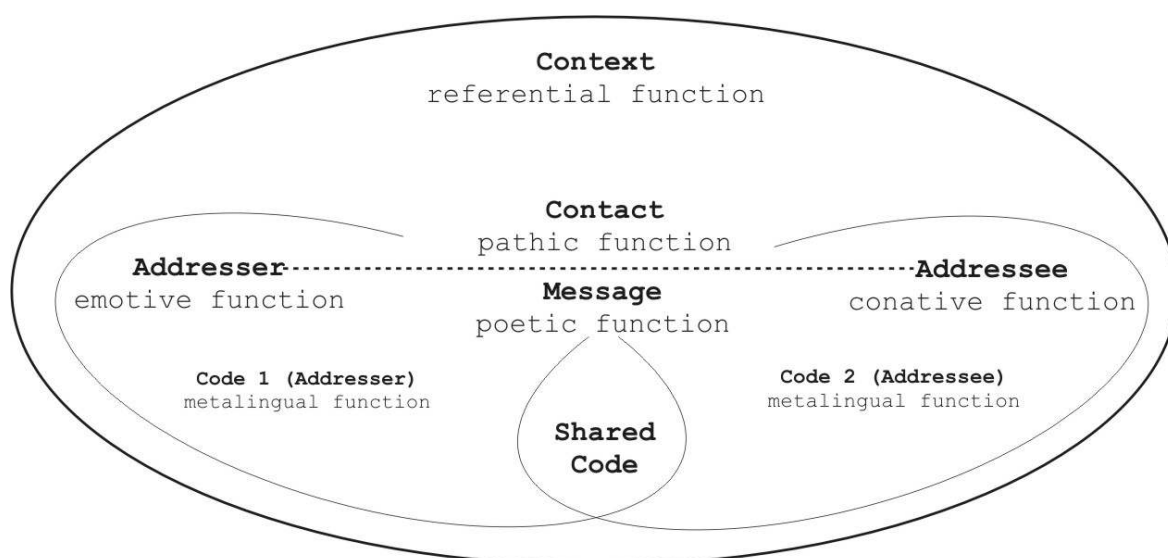 Context
referential function
Contact
pathic function
Addresser
emotive function
Addressee
conative function
Message
poetic function
Code 1 (Addresser)
metalingual function
Code 2 (Addressee)
metalingual function
Shared
Code